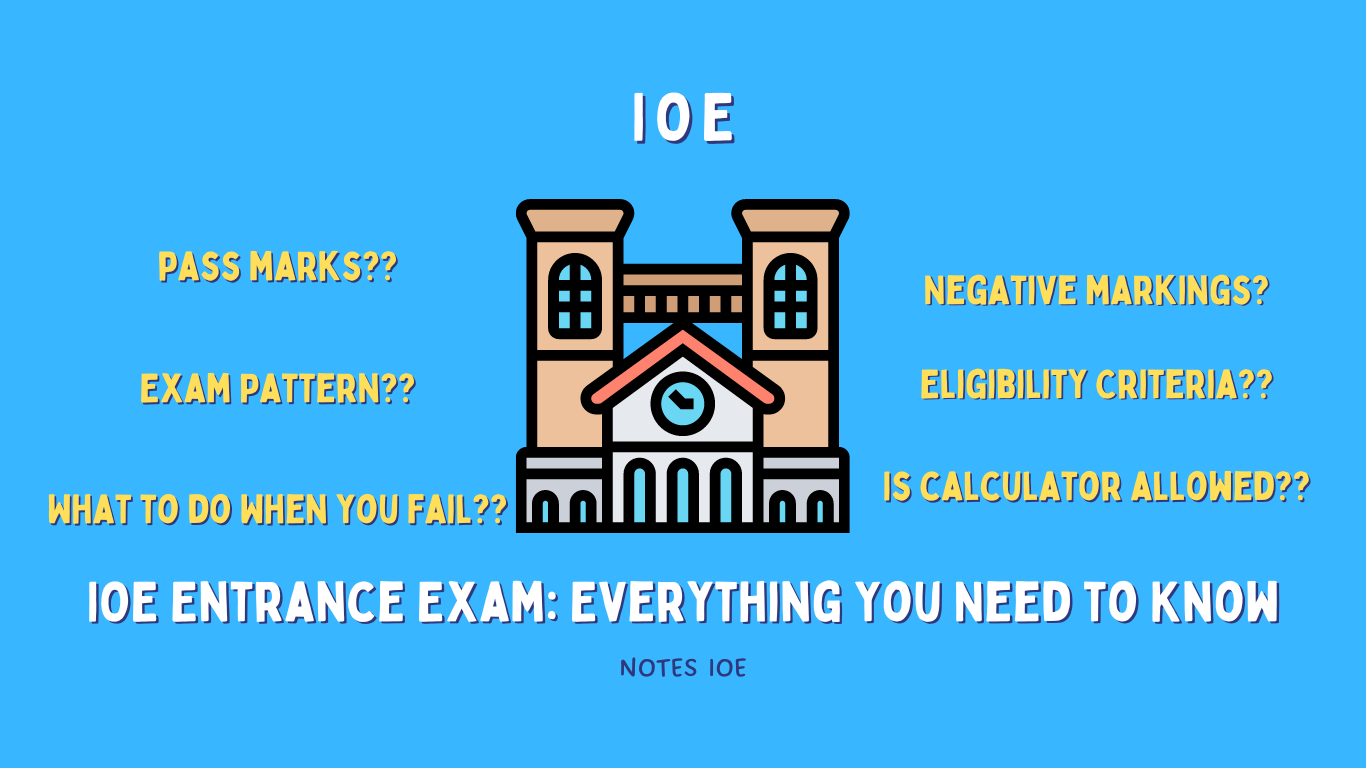 IOE
PASS MARKS??
NEGATIVE MARKINGS?
EXAM PATTERN??
ELIGIBILITY CRITERIA??
WHAT TO DO WHEN YOU FAIL??
IS CALCULATOR ALLOWED??
IOE ENTRANCE EXAM: EVERYTHING YOU NEED TO KNOW
NOTES IOE